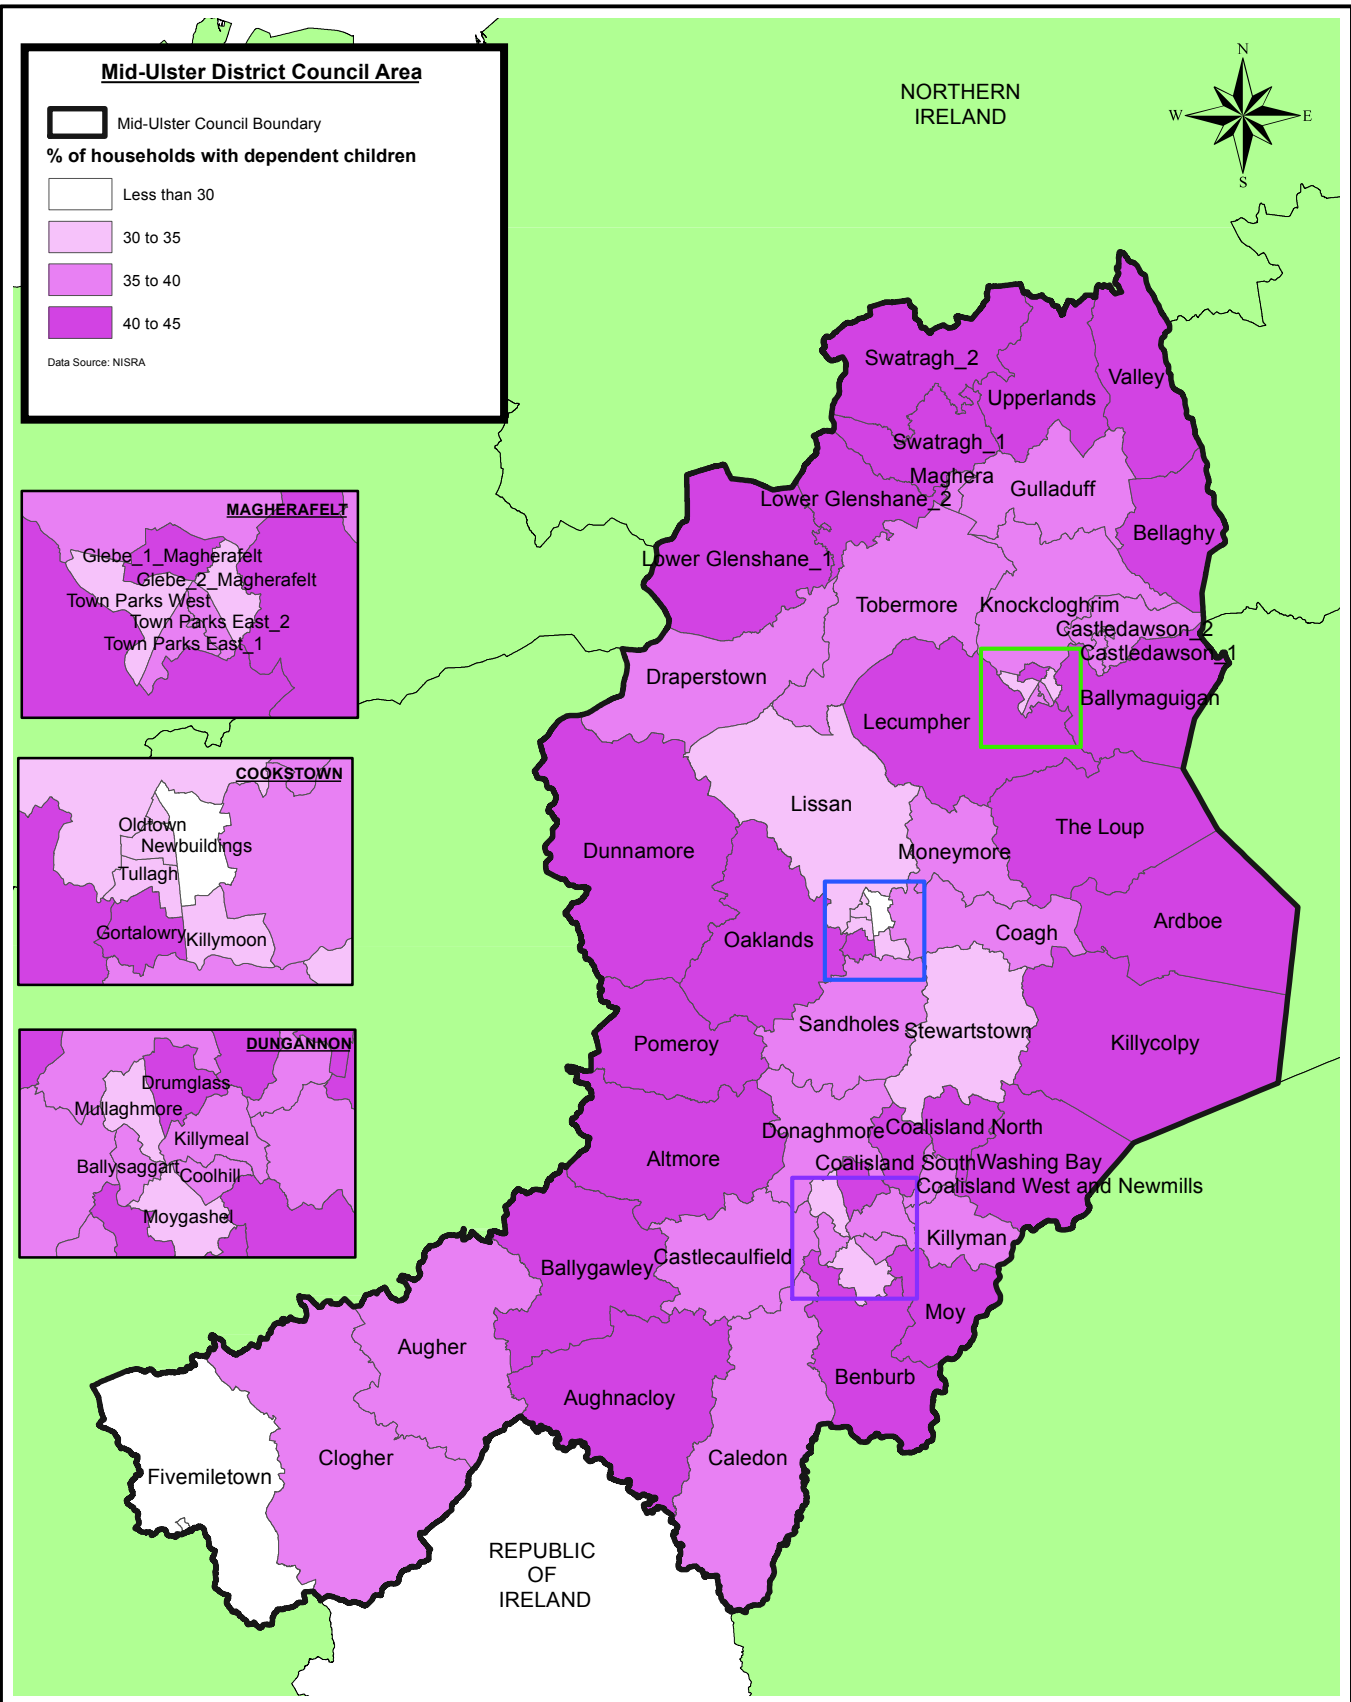 Mid-Ulster District Council Area
Mid-Ulster Council Boundary
% of households with dependent children
Less than 30
30 to 35
35 to 40
40 to 45
Data Source: NISRA
NORTHERN
IRELAND
N
W
E
S
Swatragh_2
Valley
Upperlands
Swatragh_1
Maghera
Gulladuff
Lower Glenshane_2
Bellaghy
Lower Glenshane_1
Tobermore
Knockcloghrim
Castledawson_2
Castledawson_1
Draperstown
Ballymaguigan
Lecumpher
Lissan
The Loup
Dunnamore
Moneymore
Ardboe
Oaklands
Coagh
Sandholes
Stewartstown
Pomeroy
Killycolpy
Donaghmore
Coalisland North
Altmore
Coalisland South
Washing Bay
Coalisland West and Newmills
Killyman
Castlecaulfield
Ballygawley
Moy
Augher
Benburb
Aughnacloy
Clogher
Caledon
Fivemiletown
REPUBLIC
OF
IRELAND
MAGHERAFELT
Glebe_1_Magherafelt
Glebe_2_Magherafelt
Town Parks West
Town Parks East_2
Town Parks East_1
COOKSTOWN
Oldtown
Newbuildings
Tullagh
Gortalowry
Killymoon
DUNGANNON
Drumglass
Mullaghmore
Killymeal
Ballysaggart
Coolhill
Moygashel